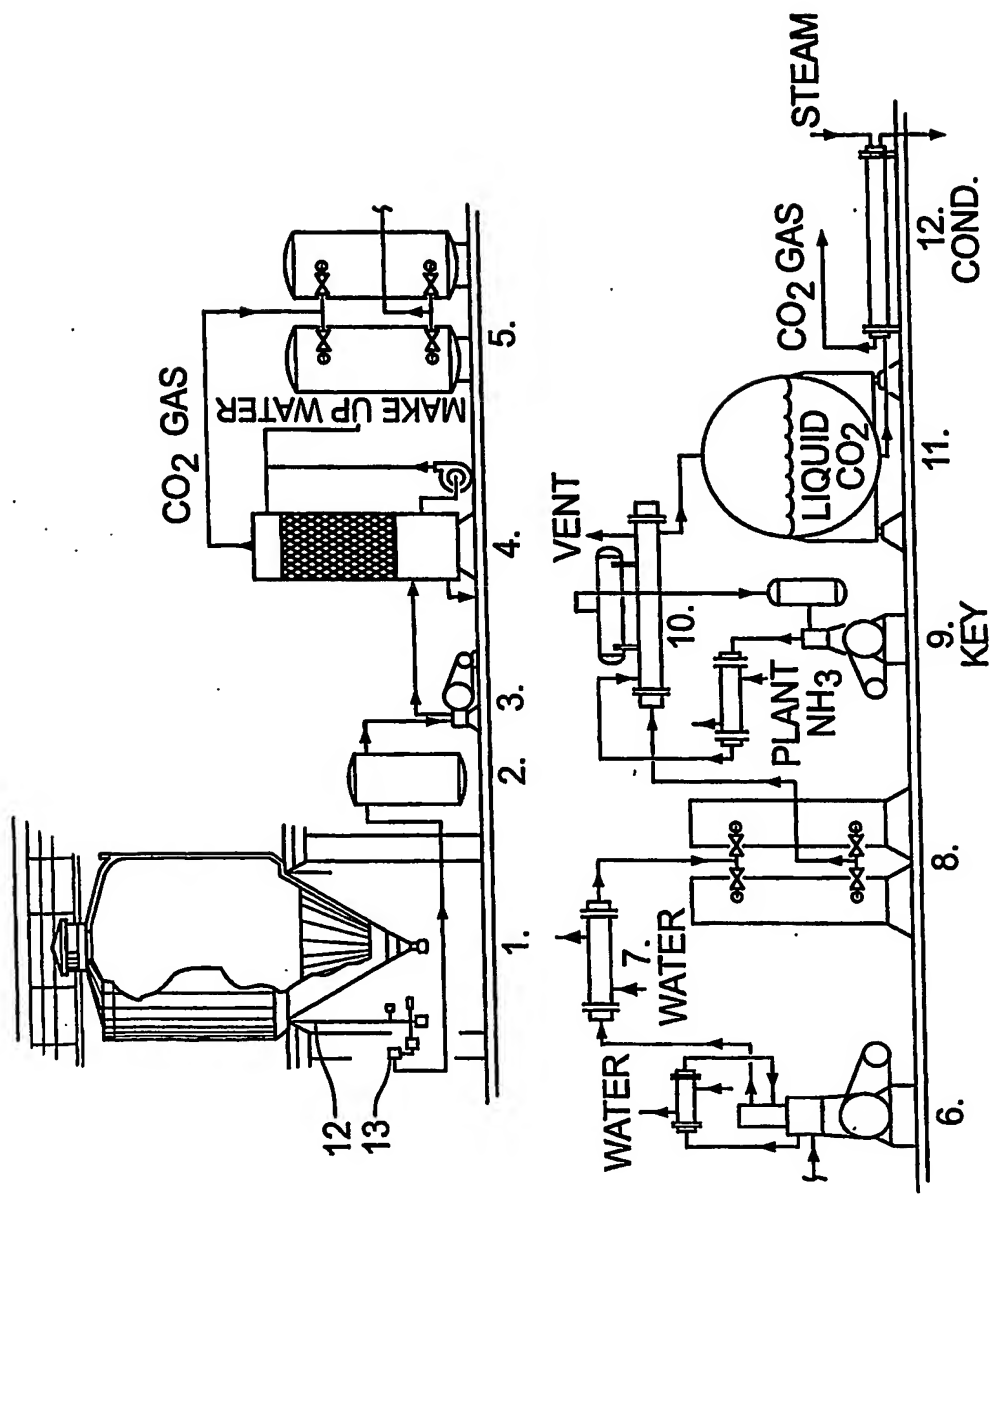 CO2 GAS
MAKE UP WATER
12
13
1.
2.
3.
4.
5.
WATER
7.
WATER
PLANT
NH3
10.
VENT
LIQUID
CO2
CO2 GAS
STEAM
6.
8.
9.
KEY
11.
12.
COND.